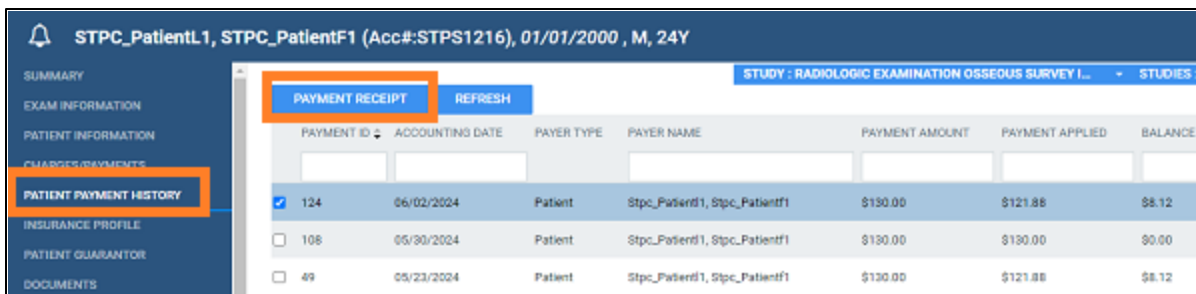 STPC_PatientL1, STPC_PatientF1 (Acc#:STPS1216), 01/01/2000 , M, 24Y
SUMMARY
EXAM INFORMATION
PATIENT INFORMATION
CHARGES/PAYMENTS
PATIENT PAYMENT HISTORY
INSURANCE PROFILE
PATIENT GUARANTOR
DOCUMENTS
STUDY : RADIOLOGIC EXAMINATION OSSEOUS SURVEY I... STUDIES :
PAYMENT RECEIPT REFRESH
PAYMENT ID ACCOUNTING DATE PAYER TYPE PAYER NAME PAYMENT AMOUNT PAYMENT APPLIED BALANCE
124 06/02/2024 Patient Stpc_Patientl1, Stpc_Patientf1 $130.00 $121.88 $8.12
108 05/30/2024 Patient Stpc_Patientl1, Stpc_Patientf1 $130.00 $130.00 $0.00
49 05/23/2024 Patient Stpc_Patientl1, Stpc_Patientf1 $130.00 $121.88 $8.12